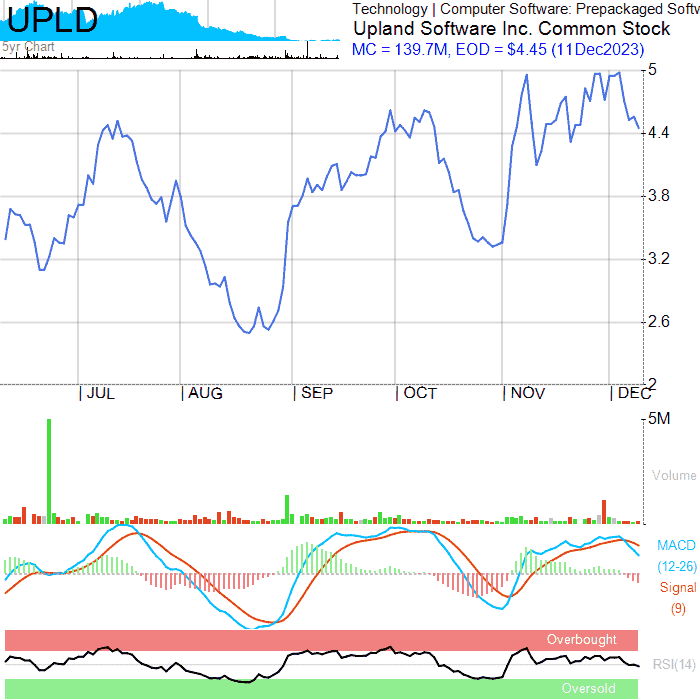 UPLD
5yr Chart
Technology | Computer Software: Prepackaged Softw
Upland Software Inc. Common Stock
MC = 139.7M, EOD = $4.45 (11Dec2023)
5
4.4
3.8
3.2
2.6
2
| JUL | AUG | SEP | OCT | NOV | DEC
5M
Volume
MACD
(12-26)
Signal
(9)
Overbought
RSI(14)
Oversold